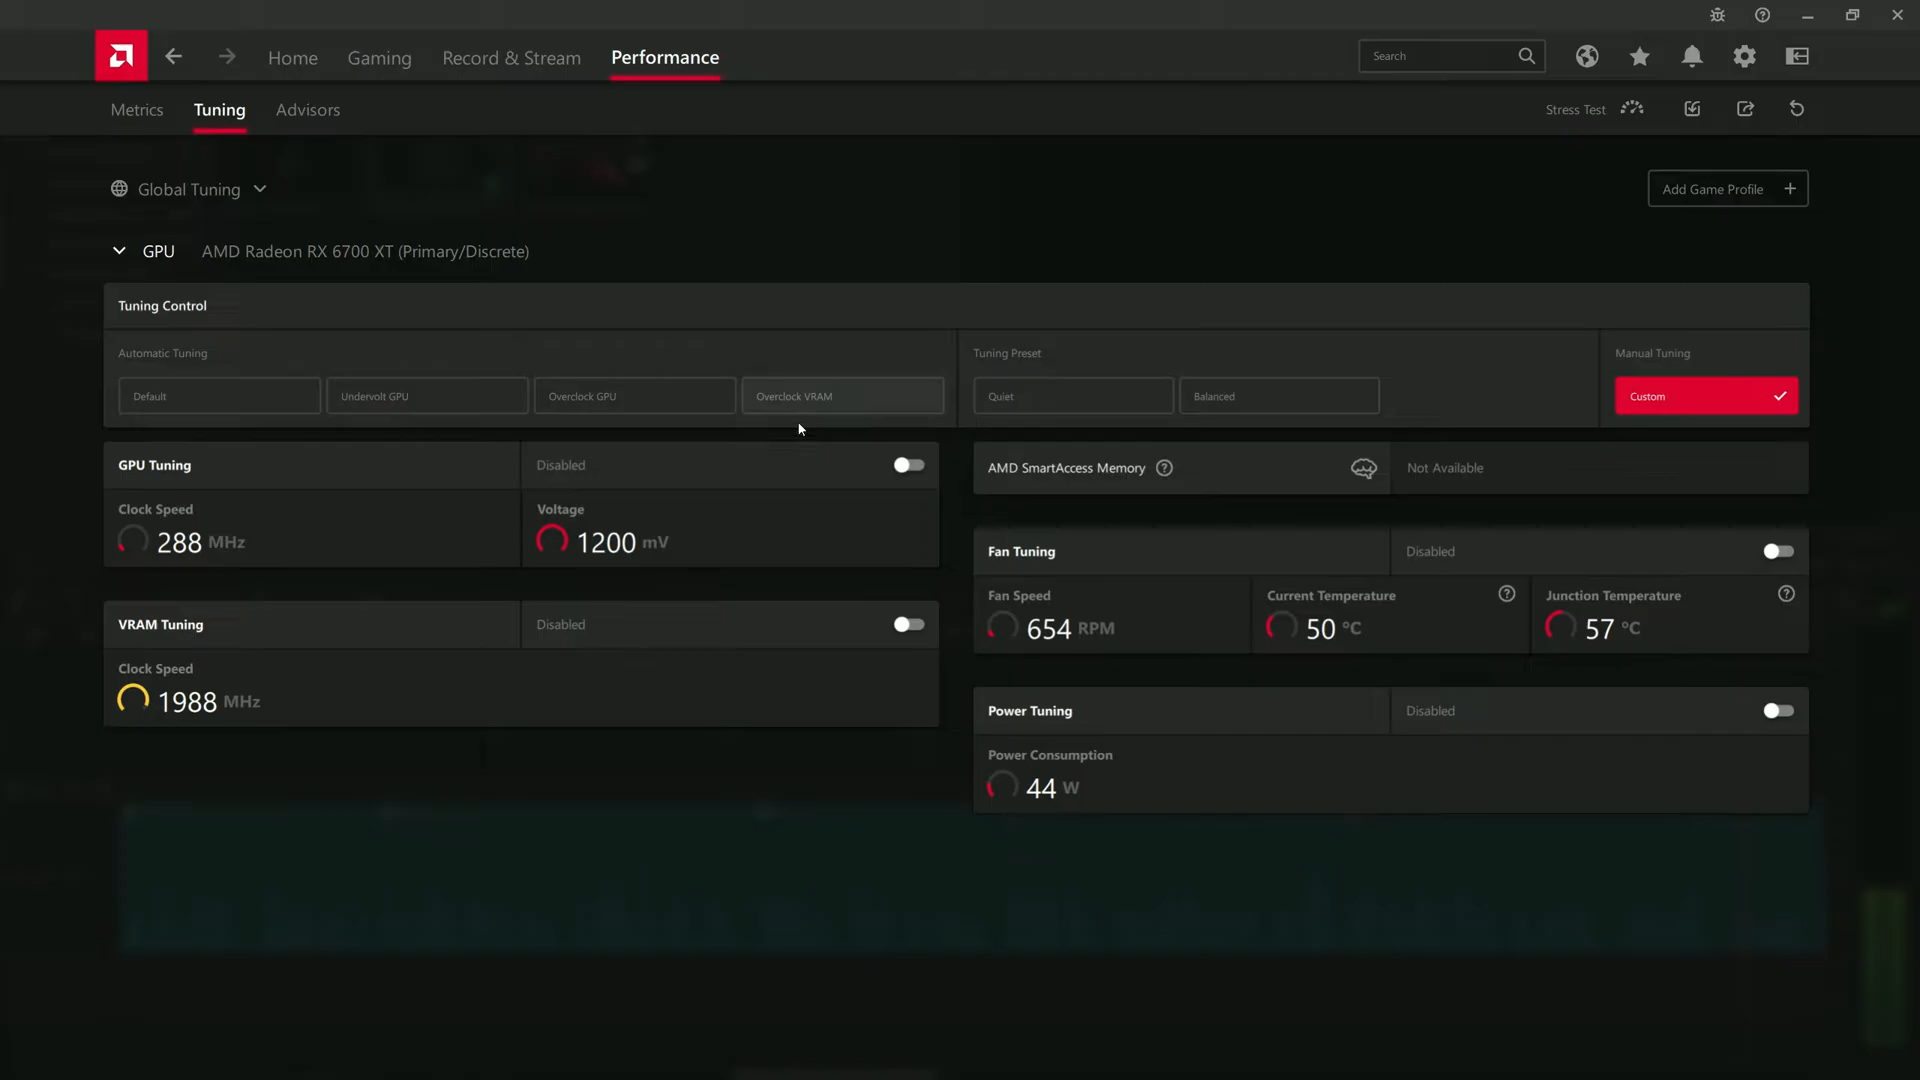 Home Gaming Record & Stream Performance Search
Metrics Tuning Advisors Stress Test
Global Tuning Add Game Profile
GPU AMD Radeon RX 6700 XT (Primary/Discrete)
Tuning Control
Automatic Tuning Tuning Preset Manual Tuning
Default Undervolt GPU Overclock GPU Overclock VRAM Quiet Balanced Custom
GPU Tuning Disabled
Clock Speed Voltage
288 MHz 1200 mV
VRAM Tuning Disabled
Clock Speed
1988 MHz
AMD SmartAccess Memory Not Available
Fan Tuning Disabled
Fan Speed Current Temperature Junction Temperature
654 RPM 50 °C 57 °C
Power Tuning Disabled
Power Consumption
44 W